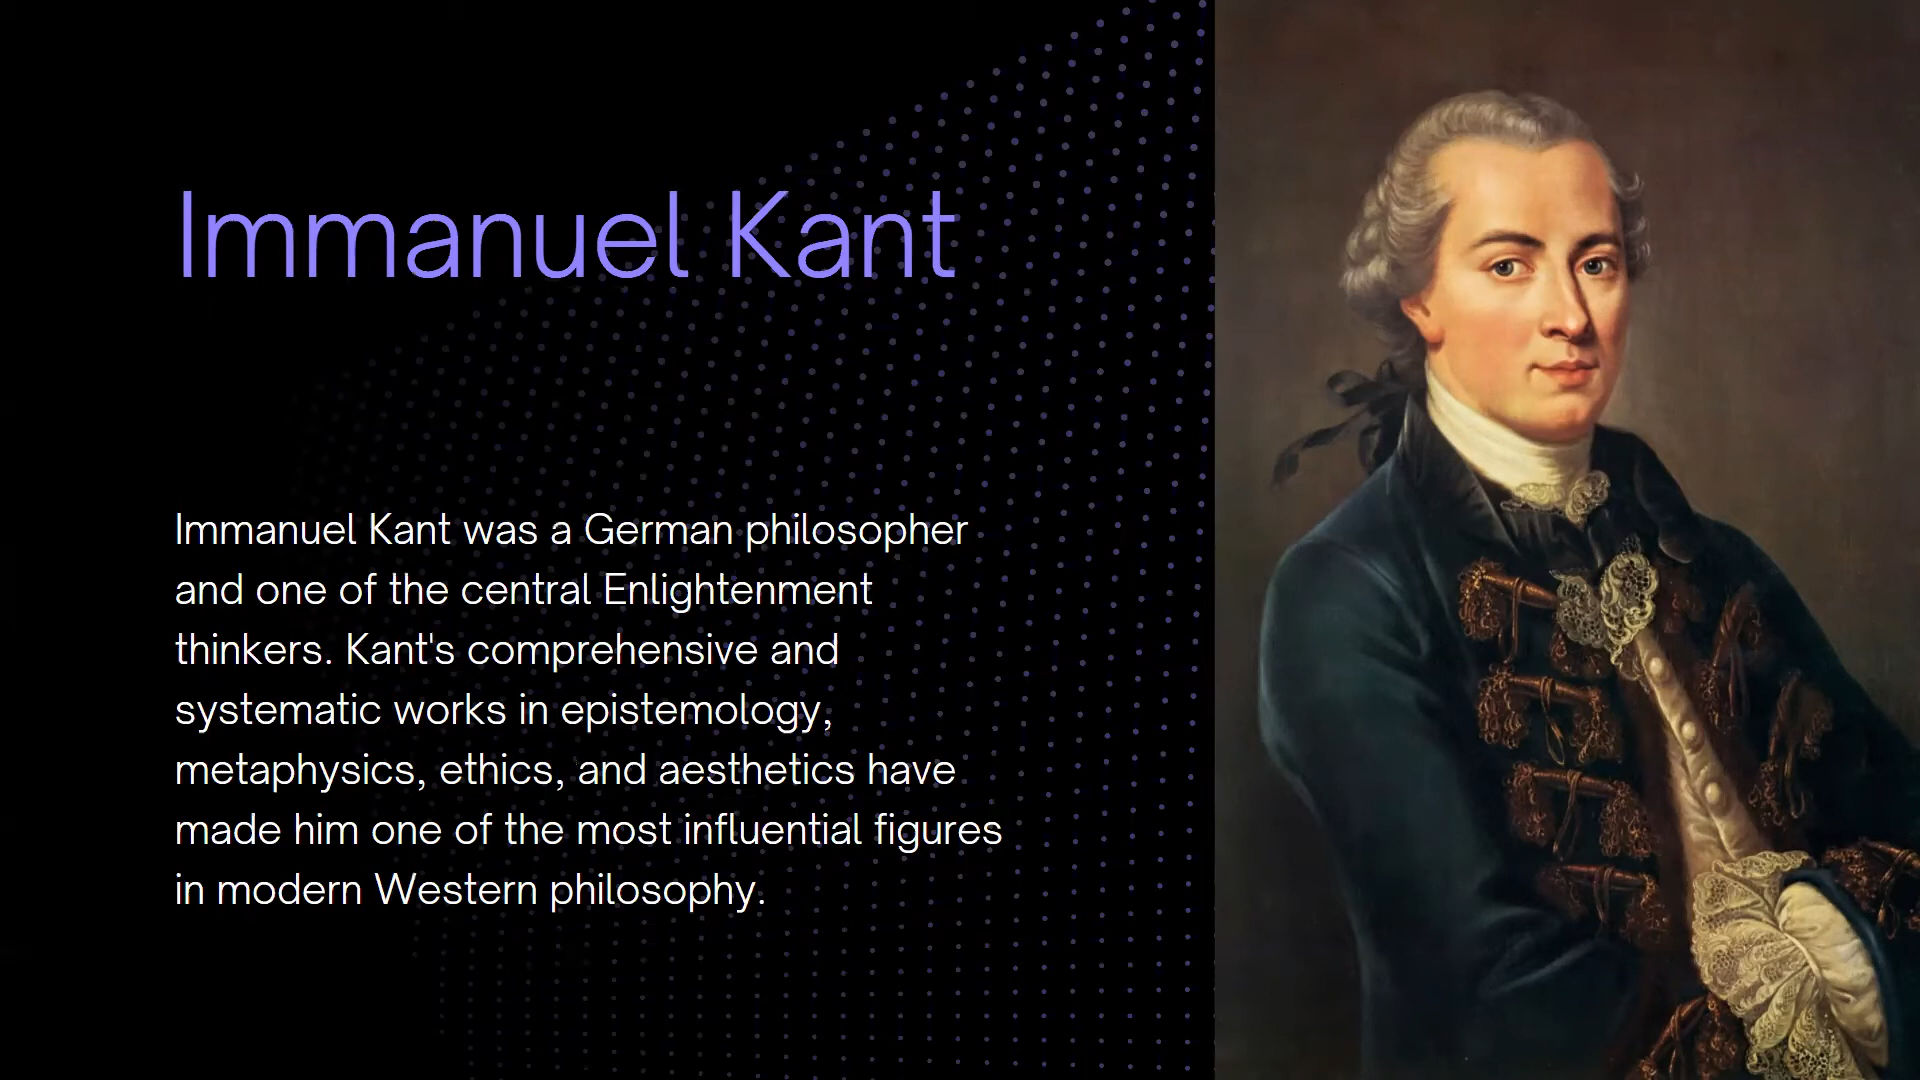 Immanuel Kant
Immanuel Kant was a German philosopher
and one of the central Enlightenment
thinkers. Kant's comprehensive and
systematic works in epistemology,
metaphysics, ethics, and aesthetics have
made him one of the most influential figures
in modern Western philosophy.